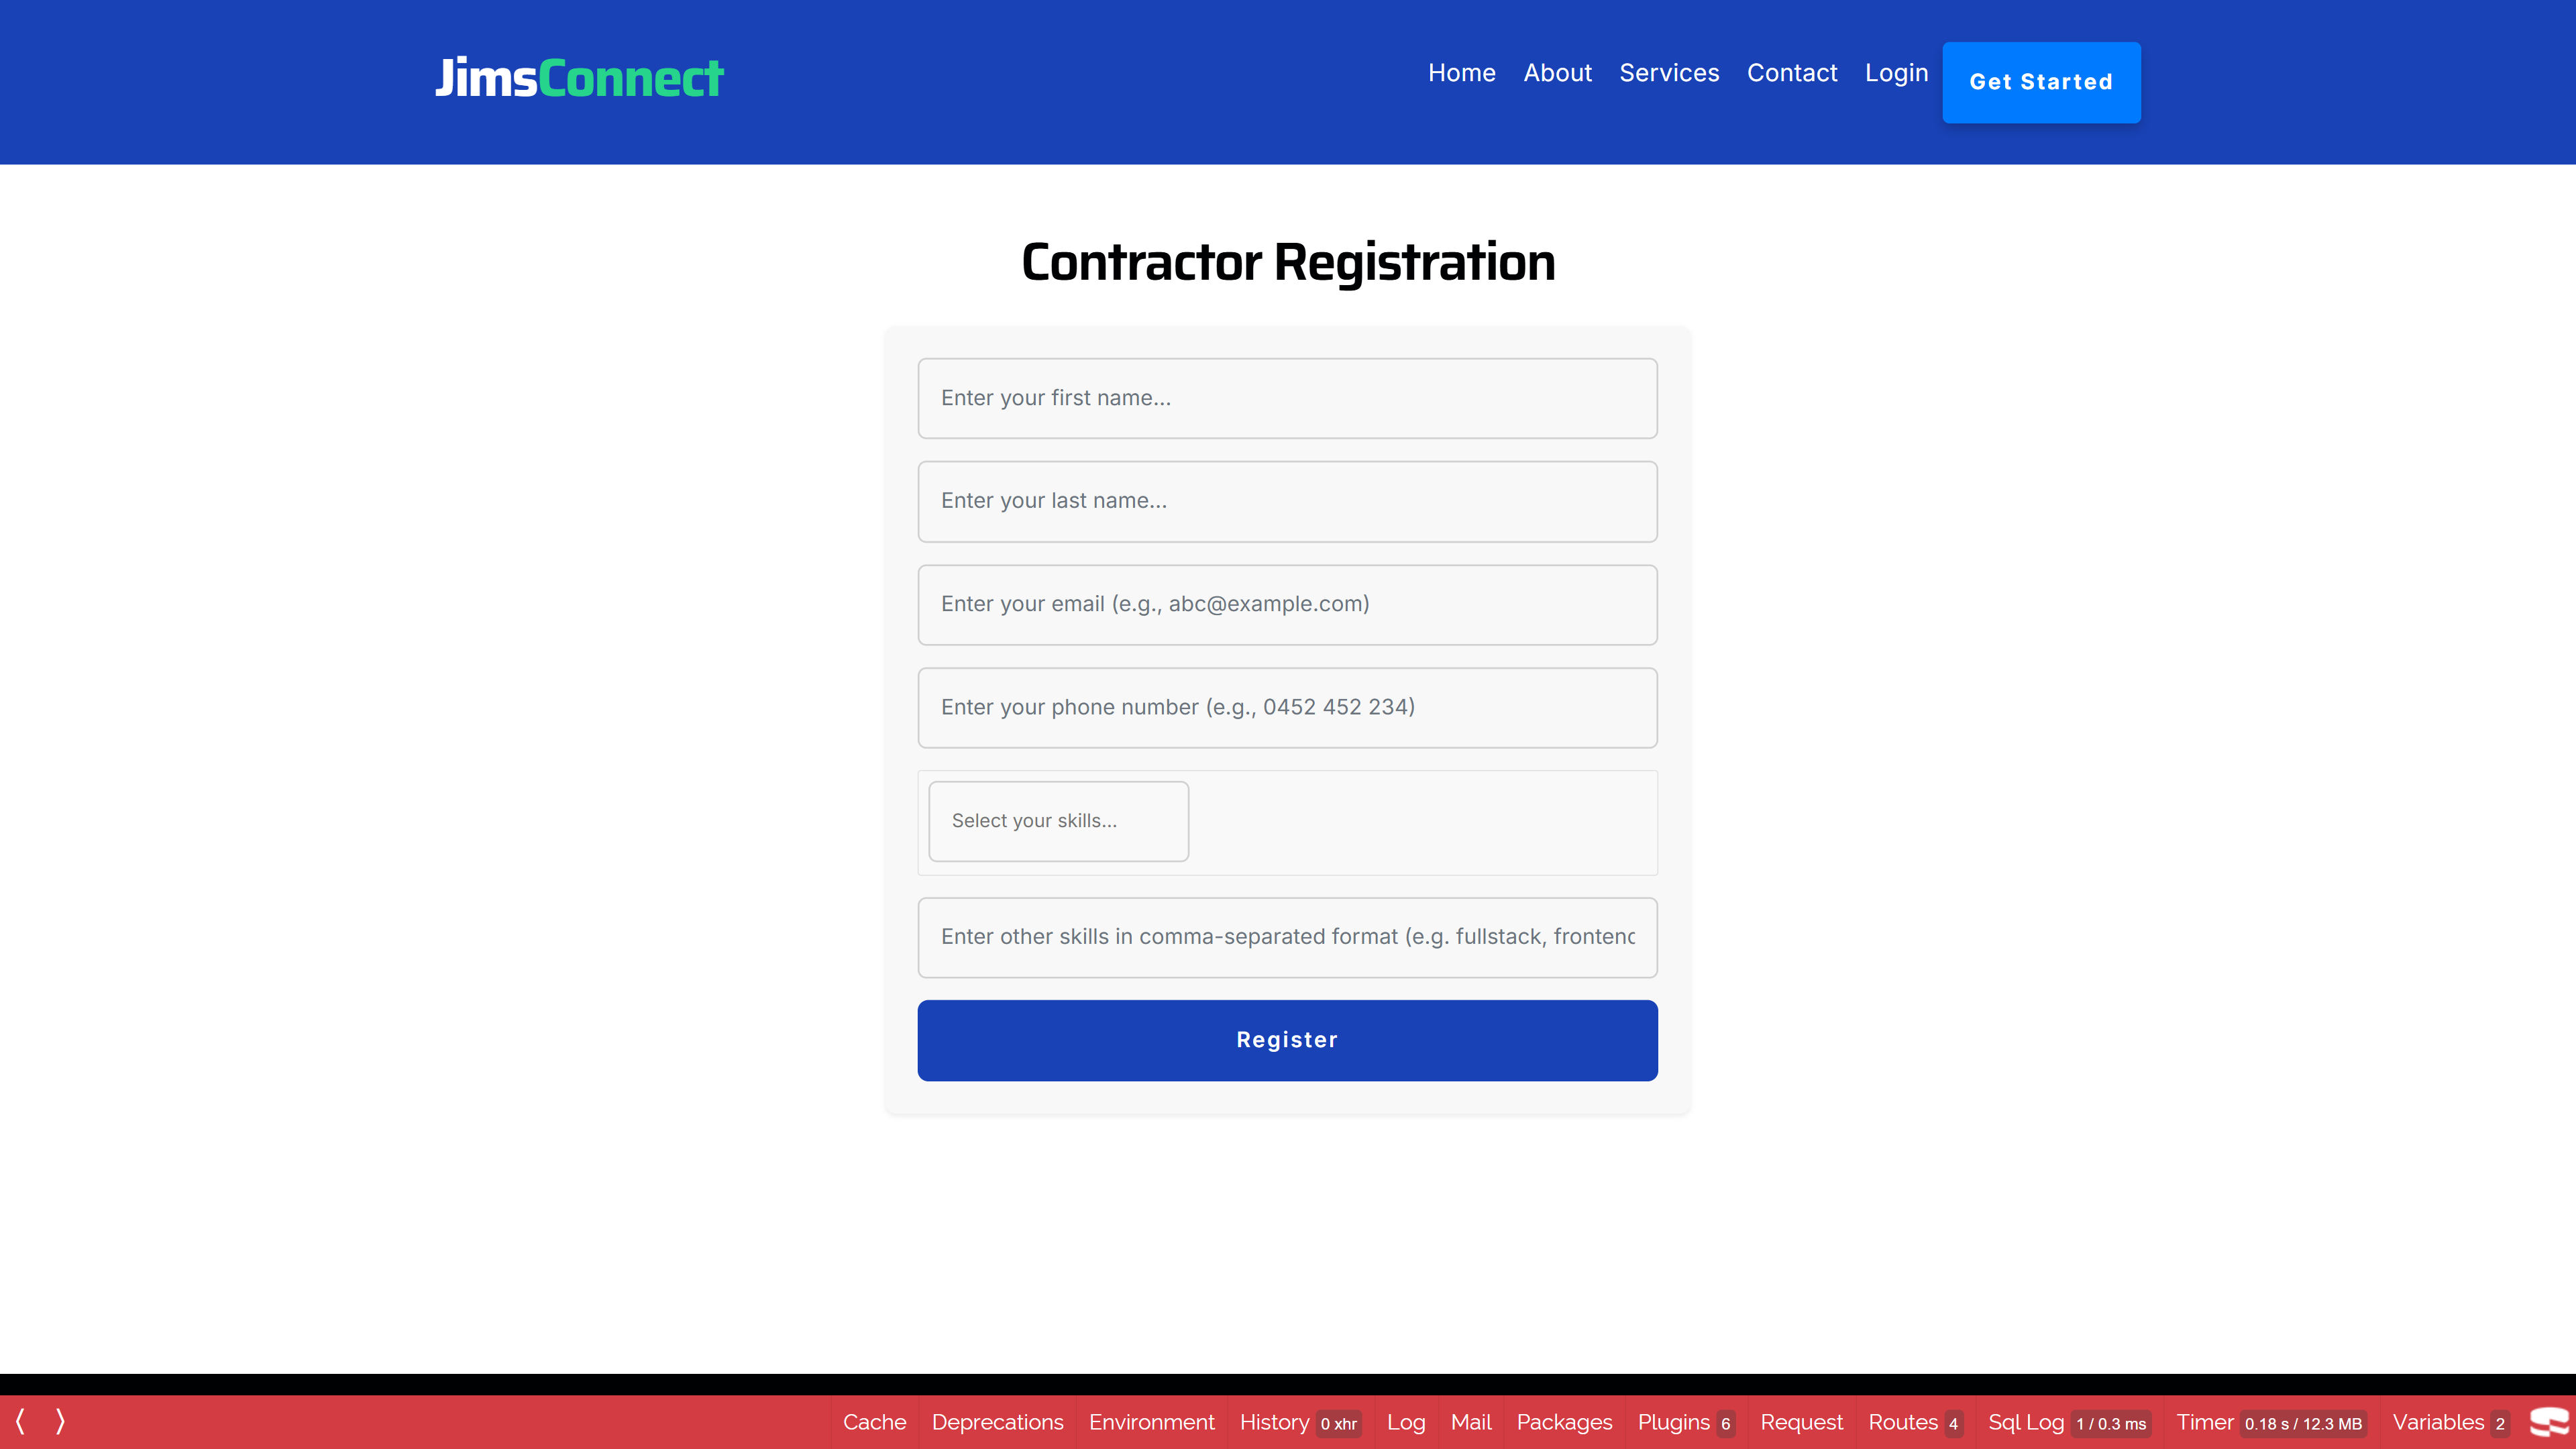 JimsConnect
Home About Services Contact Login Get Started
Contractor Registration
Enter your first name...
Enter your last name...
Enter your email (e.g., abc@example.com)
Enter your phone number (e.g., 0452 452 234)
Select your skills...
Enter other skills in comma-separated format (e.g. fullstack,
Register
Cache Deprecations Environment History 0 xhr Log Mail Packages Plugins 6 Request Routes 4 Sql Log 1 / 0.3 ms Timer 0.18 s / 12.3 MB Variables 2